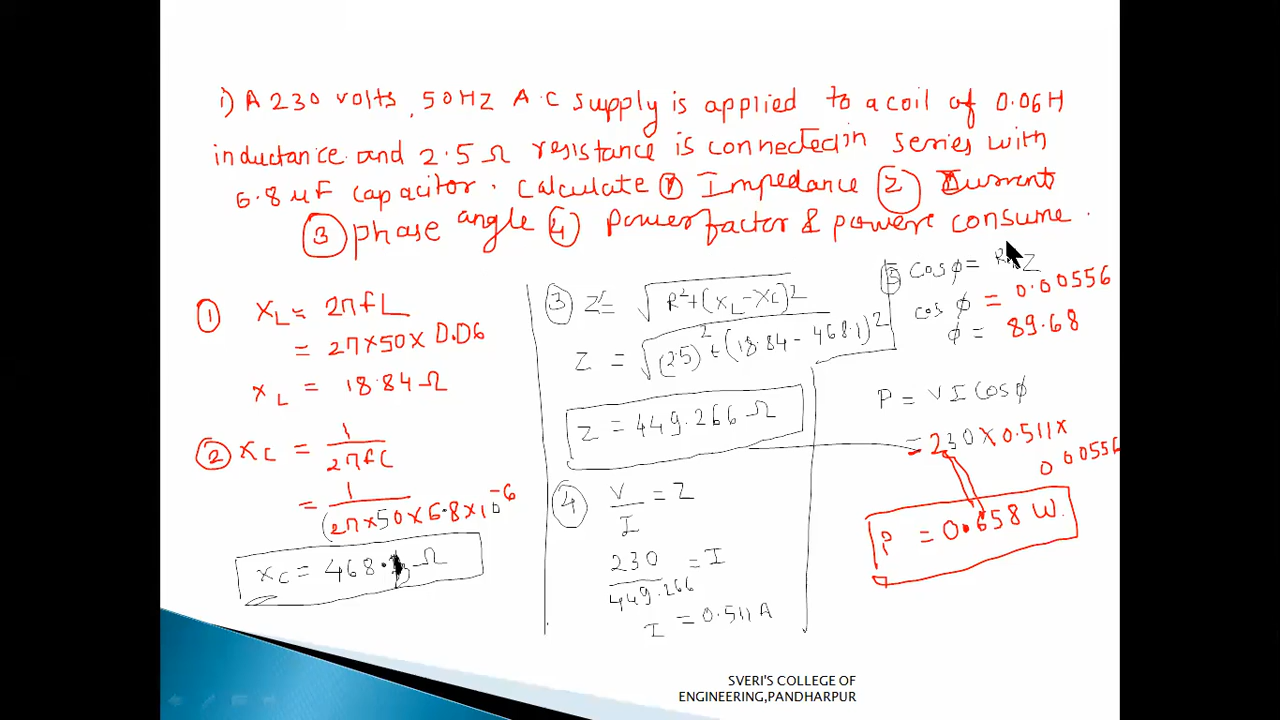 i) A 230 volts, 50HZ A.C supply is applied to a coil of 0.06H
inductance and 2.5 Ω resistance is connected in series with
6.8 μF capacitor. Calculate ① Impedance ② Current
③ phase angle ④ Power factor & powere consume.
① XL = 2πfL
= 2π×50× 0.06
XL = 18.84 Ω
② XC = 1/2πfC
= 1/(2π×50×6.8×10-6
XC = 468. Ω
③ Z = √R²+(XL-XC)2
Z = √(2.5)2+(18.84 - 468.1)2
Z = 449.266 Ω
④ V/I = Z
230/449.266 = I
I = 0.511 A
⑤ Cos φ = R/Z
cos φ = 0.00556
φ = 89.68
P = VI Cos φ
= 230 × 0.511 ×
0.00556
P = 0.658 W.
SVERI'S COLLEGE OF
ENGINEERING,PANDHARPUR